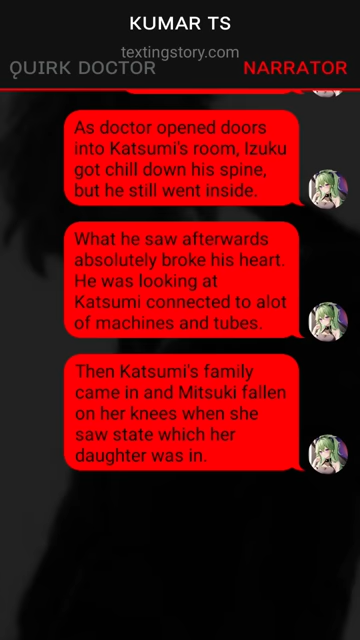 KUMAR TS
textingstory.com
QUIRK DOCTOR
NARRATOR
As doctor opened doors
into Katsumi's room, Izuku
got chill down his spine,
but he still went inside.
What he saw afterwards
absolutely broke his heart.
He was looking at
Katsumi connected to alot
of machines and tubes.
Then Katsumi's family
came in and Mitsuki fallen
on her knees when she
saw state which her
daughter was in.